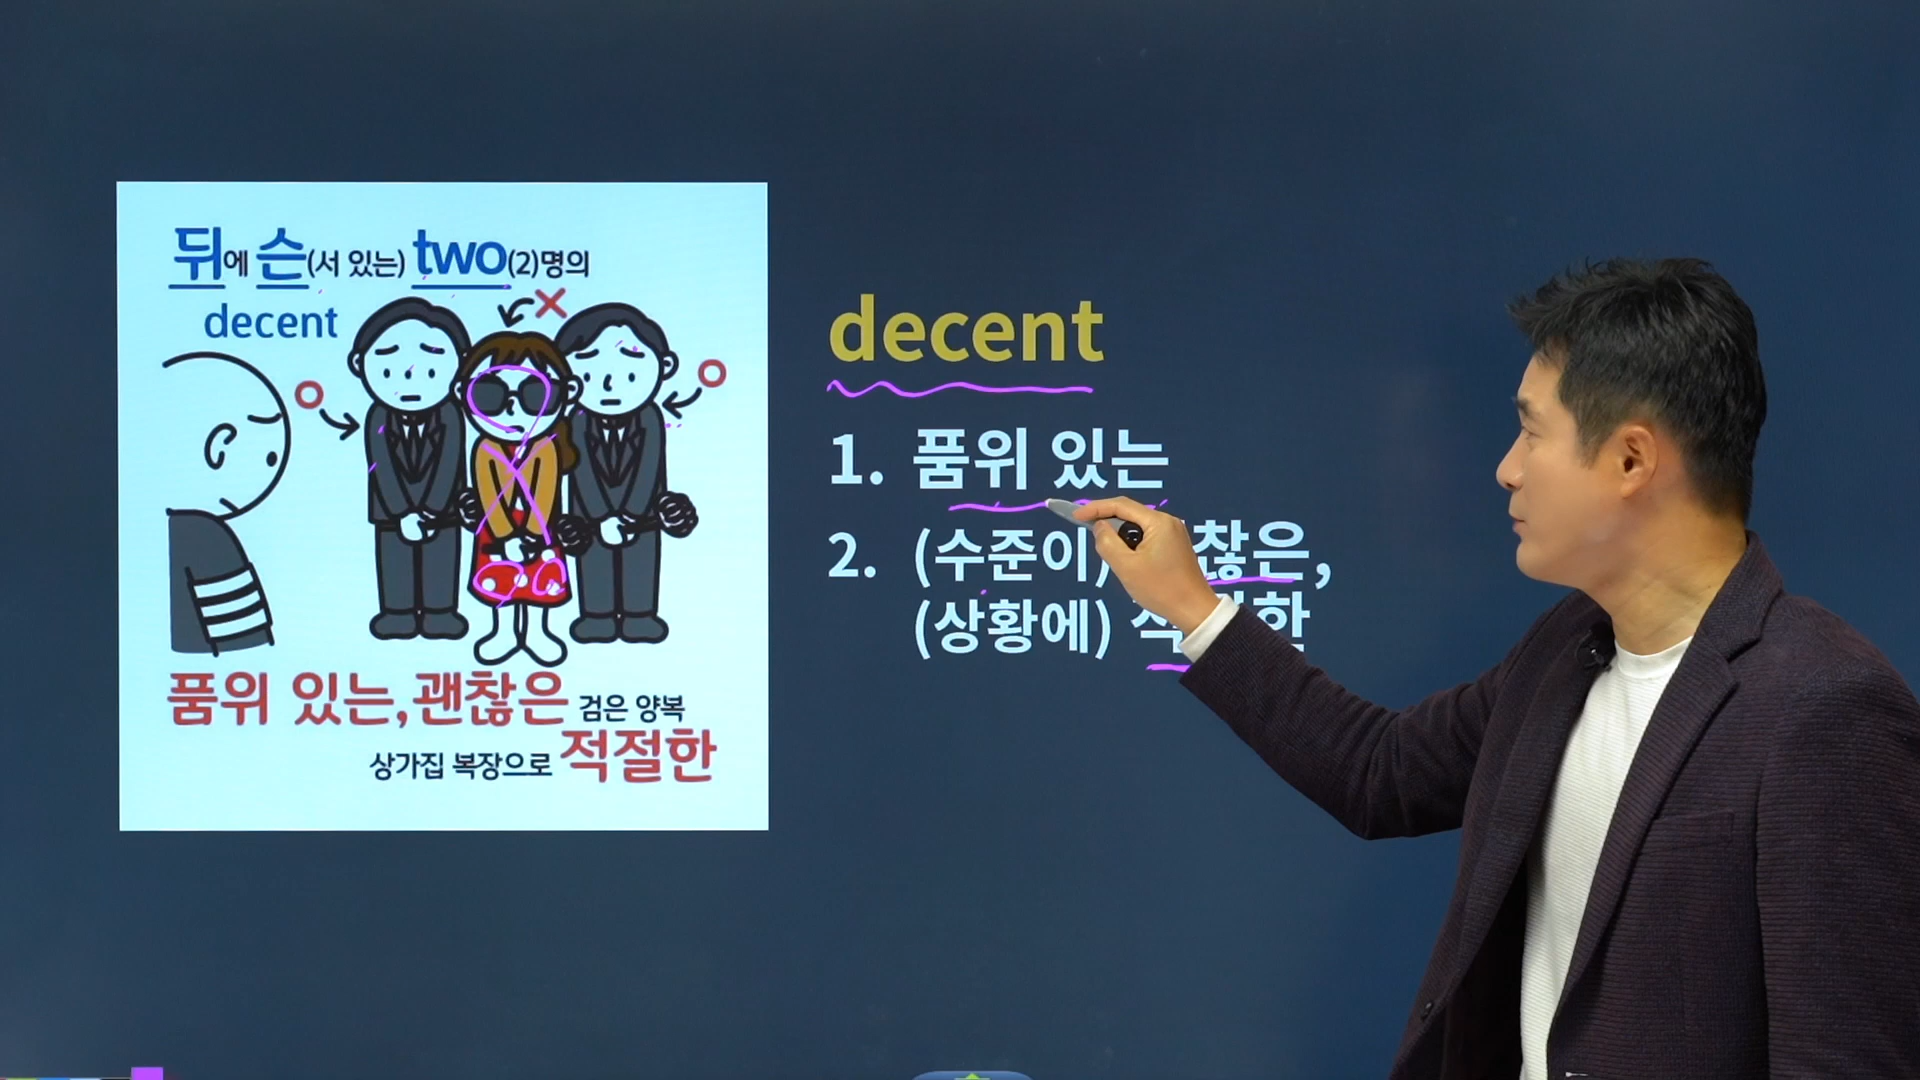 뒤에 슨(서 있는) two(2)명의
decent
품위 있는, 괜찮은 검은 양복
상가집 복장으로 적절한
decent
1. 품위 있는
2. (수준이) 찮은,
(상황에)